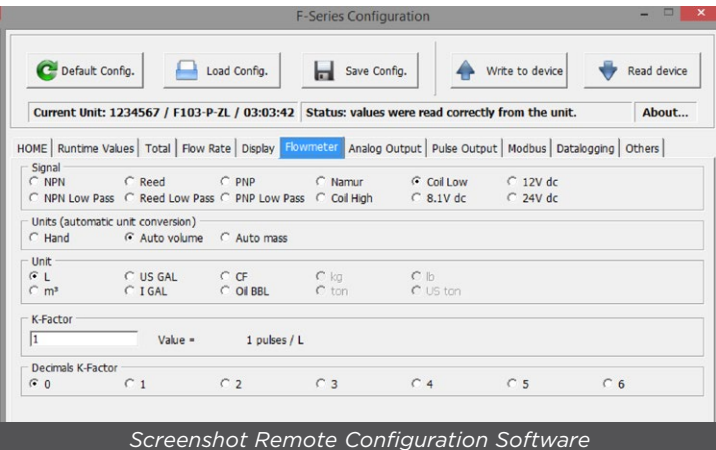 F-Series Configuration
Default Config. Load Config. Save Config. Write to device Read device
Current Unit: 1234567 / F103-P-ZL / 03:03:42 Status: values were read correctly from the unit. About...
HOME Runtime Values Total Flow Rate Display Flowmeter Analog Output Pulse Output Modbus Datalogging Others
Signal
NPN Reed PNP Namur Coil Low 12V dc
NPN Low Pass Reed Low Pass PNP Low Pass Coil High 8.1V dc 24V dc
Units (automatic unit conversion)
Hand Auto volume Auto mass
Unit
L US GAL CF kg lb
m³ I GAL Oil BBL ton US ton
K-Factor
1 Value = 1 pulses / L
Decimals K-Factor
0 1 2 3 4 5 6
Screenshot Remote Configuration Software